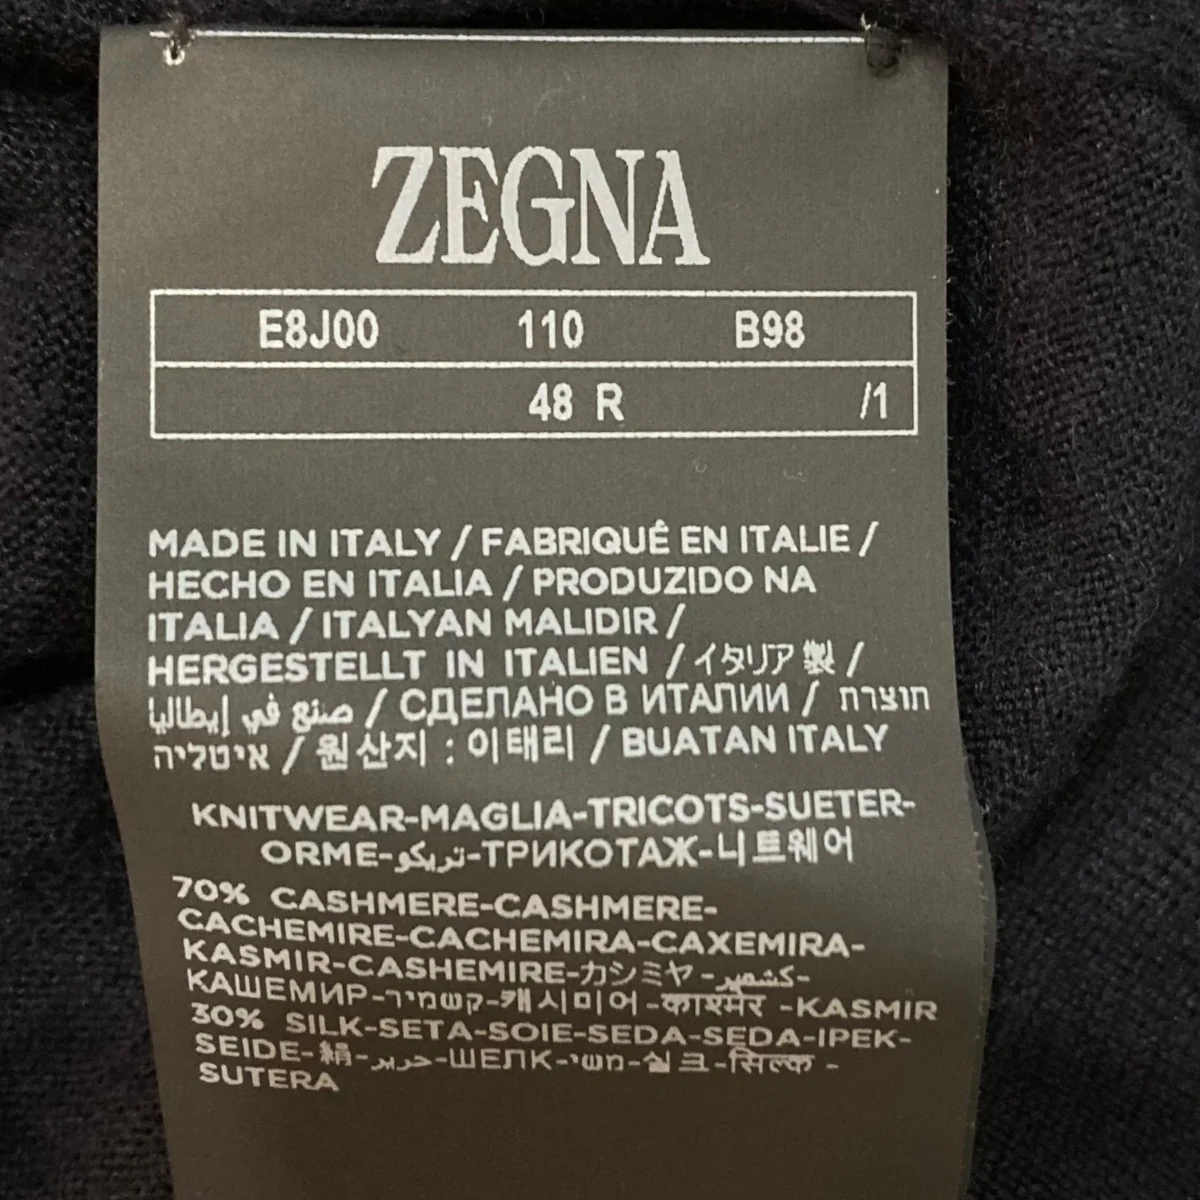 ZEGNA
E8J00 110 B98
48 R /1
MADE IN ITALY / FABRIQUÉ EN ITALIE /
HECHO EN ITALIA / PRODUZIDO NA
ITALIA / ITALYAN MALIDIR /
HERGESTELLT IN ITALIEN / イタリア製 /
صنع في إيطاليا / СДЕЛАНО В ИТАЛИИ / תוצרת
איטליה / 원산지 : 이태리 / BUATAN ITALY
KNITWEAR-MAGLIA-TRICOTS-SUETER-
ORME-تريكو-ТРИКОТАЖ-니트웨어
70% CASHMERE-CASHMERE-
CACHEMIRE-CACHEMIRA-CAXEMIRA-
KASMIR-CASHEMIRE-カシミヤ-كشمير-
КАШЕМИР-קשמיר-캐시미어-काश्मेर -KASMIR
30% SILK-SETA-SOIE-SEDA-SEDA-IPEK-
SEIDE-絹-حرير-ШЕЛК-משי-실크-सिल्क -
SUTERA